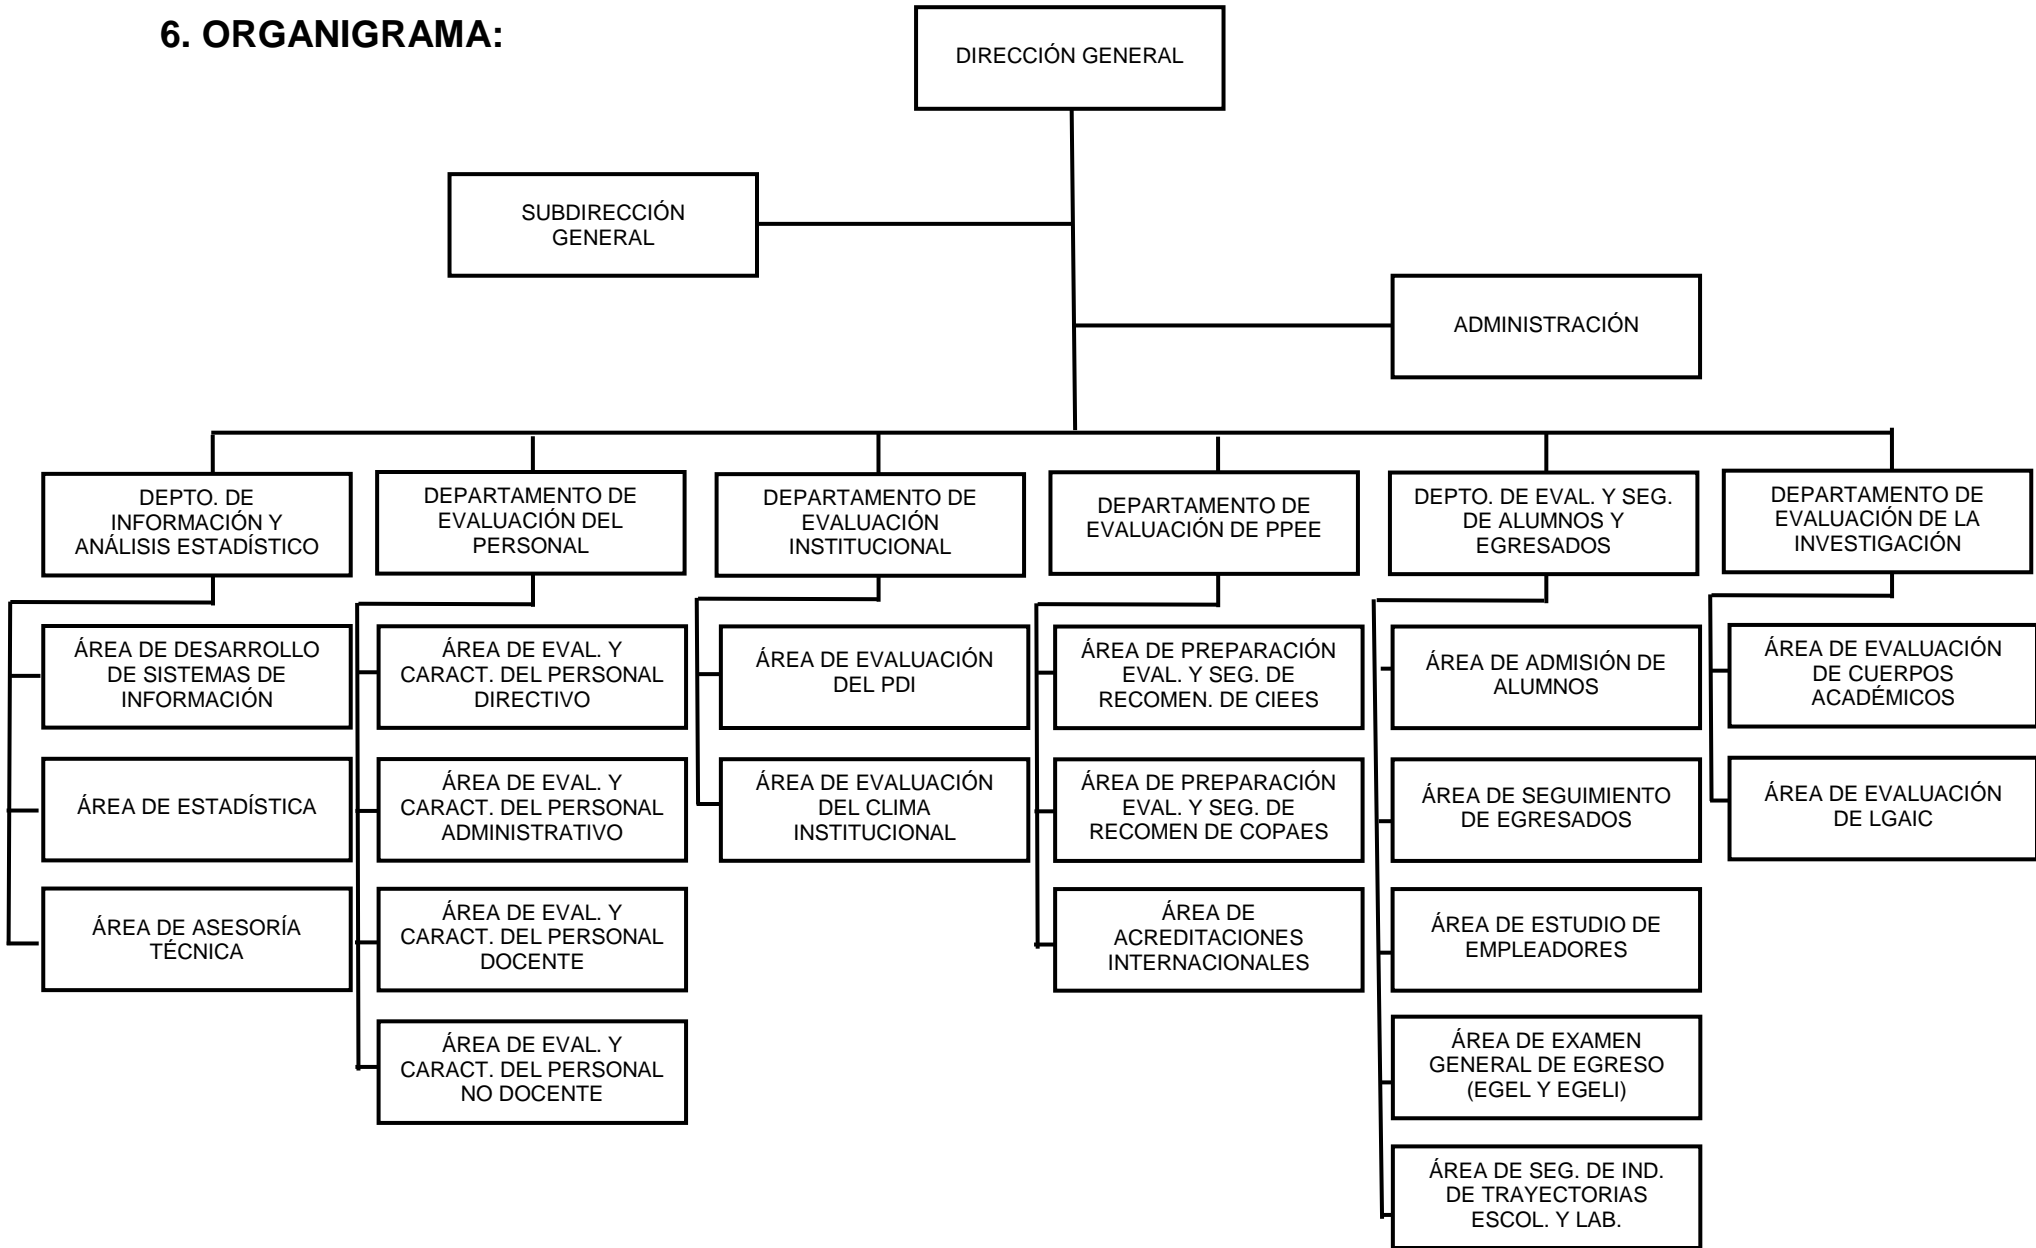 6. ORGANIGRAMA:
DIRECCIÓN GENERAL
SUBDIRECCIÓN
GENERAL
ADMINISTRACIÓN
DEPTO. DE
INFORMACIÓN Y
ANÁLISIS ESTADÍSTICO
DEPARTAMENTO DE
EVALUACIÓN DEL
PERSONAL
DEPARTAMENTO DE
EVALUACIÓN
INSTITUCIONAL
DEPARTAMENTO DE
EVALUACIÓN DE PPEE
DEPTO. DE EVAL. Y SEG.
DE ALUMNOS Y
EGRESADOS
DEPARTAMENTO DE
EVALUACIÓN DE LA
INVESTIGACIÓN
ÁREA DE DESARROLLO
DE SISTEMAS DE
INFORMACIÓN
ÁREA DE EVAL. Y
CARACT. DEL PERSONAL
DIRECTIVO
ÁREA DE EVALUACIÓN
DEL PDI
ÁREA DE PREPARACIÓN
EVAL. Y SEG. DE
RECOMEN. DE CIEES
ÁREA DE ADMISIÓN DE
ALUMNOS
ÁREA DE EVALUACIÓN
DE CUERPOS
ACADÉMICOS
ÁREA DE ESTADÍSTICA
ÁREA DE EVAL. Y
CARACT. DEL PERSONAL
ADMINISTRATIVO
ÁREA DE EVALUACIÓN
DEL CLIMA
INSTITUCIONAL
ÁREA DE PREPARACIÓN
EVAL. Y SEG. DE
RECOMEN DE COPAES
ÁREA DE SEGUIMIENTO
DE EGRESADOS
ÁREA DE EVALUACIÓN
DE LGAIC
ÁREA DE ASESORÍA
TÉCNICA
ÁREA DE EVAL. Y
CARACT. DEL PERSONAL
DOCENTE
ÁREA DE
ACREDITACIONES
INTERNACIONALES
ÁREA DE ESTUDIO DE
EMPLEADORES
ÁREA DE EVAL. Y
CARACT. DEL PERSONAL
NO DOCENTE
ÁREA DE EXAMEN
GENERAL DE EGRESO
(EGEL Y EGELI)
ÁREA DE SEG. DE IND.
DE TRAYECTORIAS
ESCOL. Y LAB.